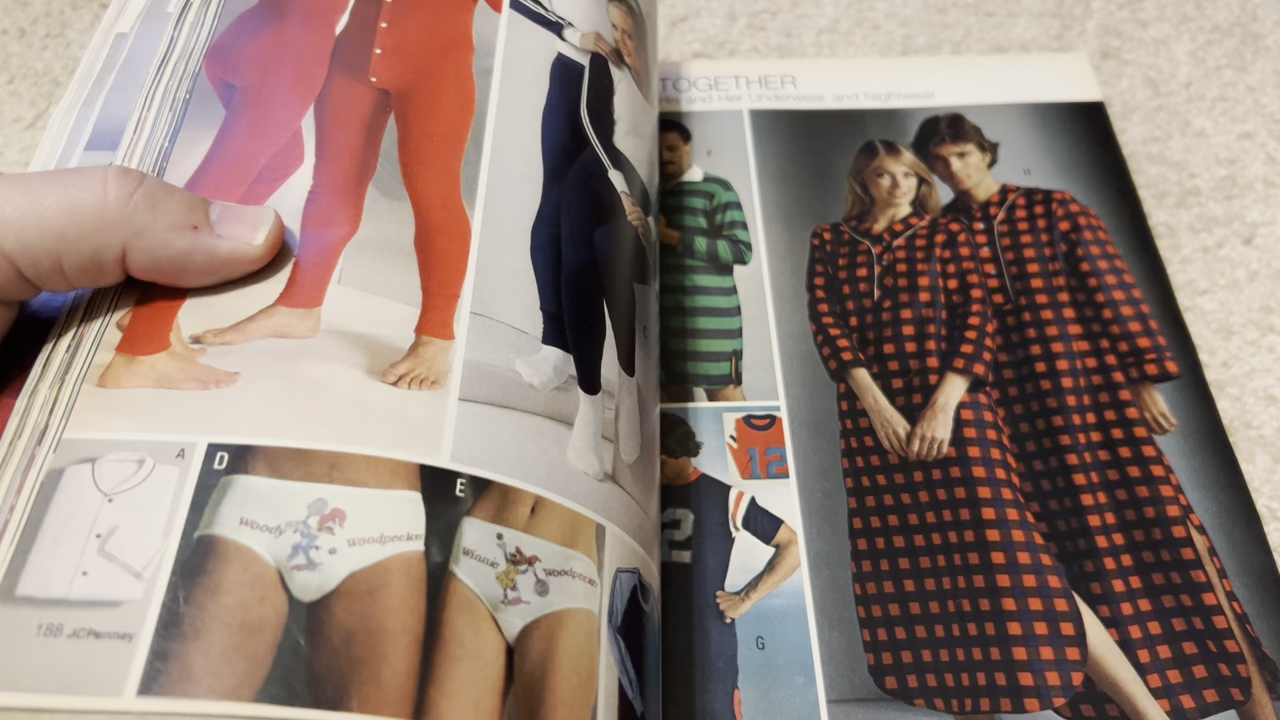 TOGETHER
His and Her Underwear and Nightwear
F
H
12
2
G
A
D
E
C
Woody Woodpecker
Winnie Woodpecker
188 JCPenney